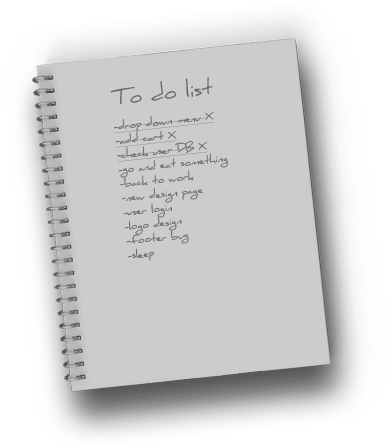 To do list
-drop down menu X
-add cart X
-check user DB X
-go and eat something
-back to work
-new design page
-user login
-logo design
-footer bug
-sleep